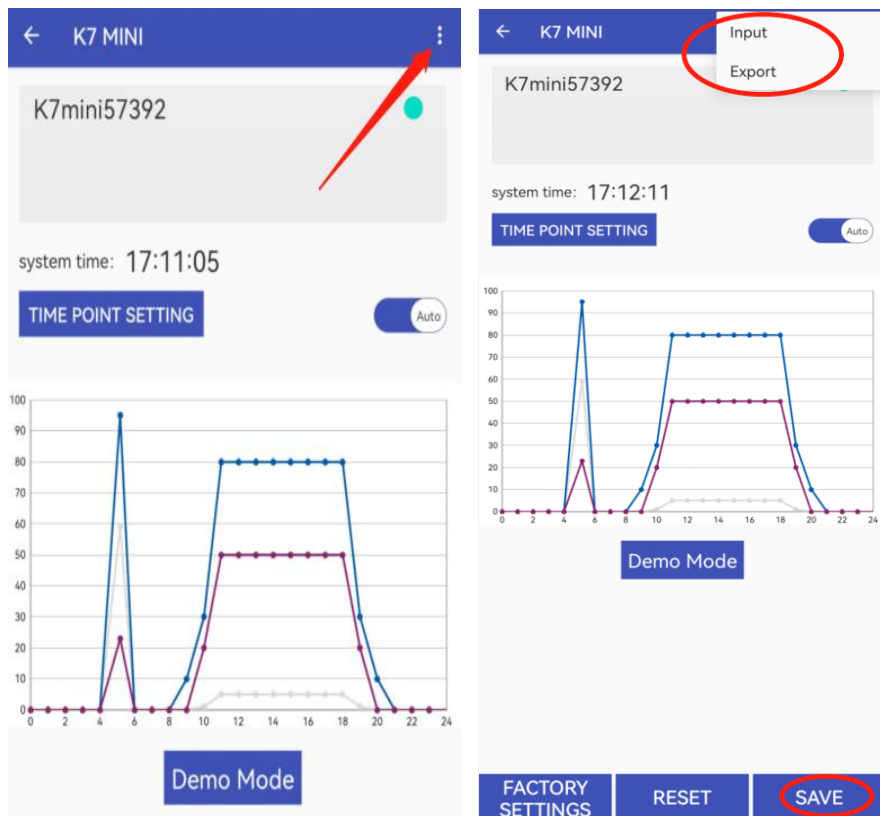 K7 MINI
K7mini57392
system time: 17:11:05
TIME POINT SETTING
Auto
100
90
80
70
60
50
40
30
20
10
0
0 2 4 6 8 10 12 14 16 18 20 22 24
Demo Mode
K7 MINI
Input
Export
K7mini57392
system time: 17:12:11
TIME POINT SETTING
Auto
100
90
80
70
60
50
40
30
20
10
0
0 2 4 6 8 10 12 14 16 18 20 22 24
Demo Mode
FACTORY
SETTINGS
RESET
SAVE